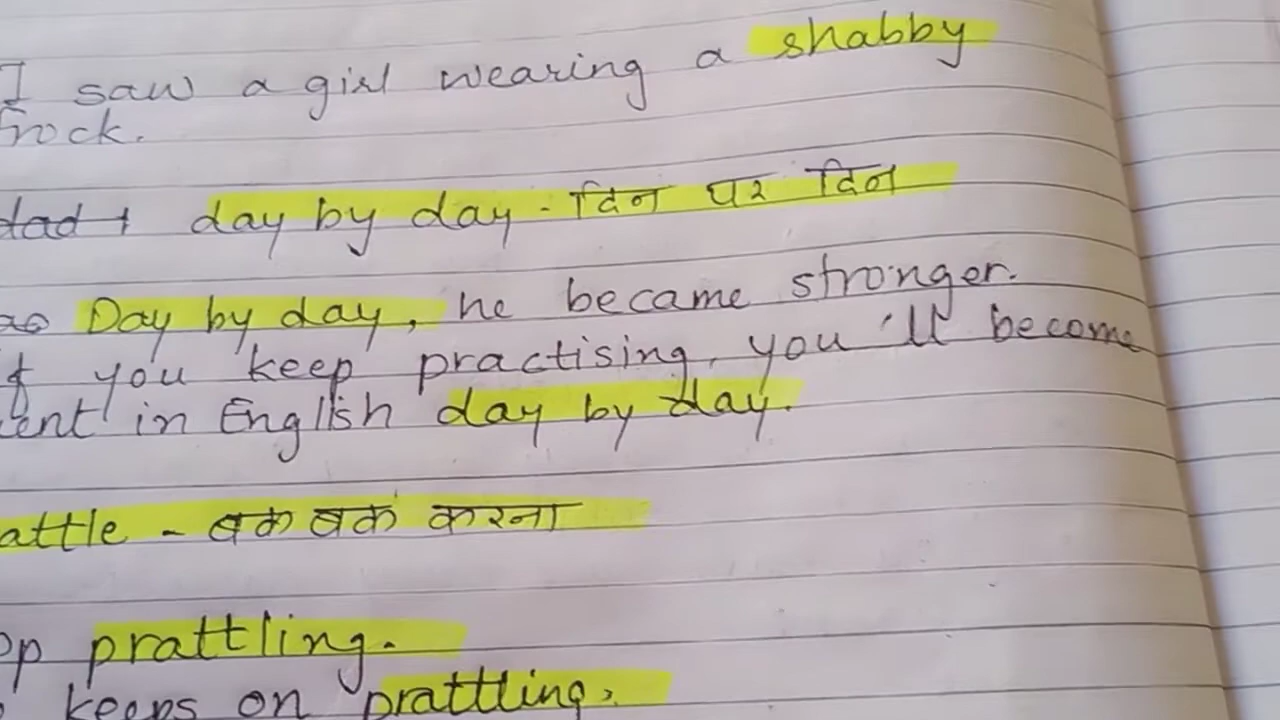 I saw a girl wearing a shabby
frock.
day by day - दिन पर दिन
Day by day, he became stronger.
you keep practising, you'll become
in English day by day.
attle - बक बक करना
op prattling.
keeps on prattling.